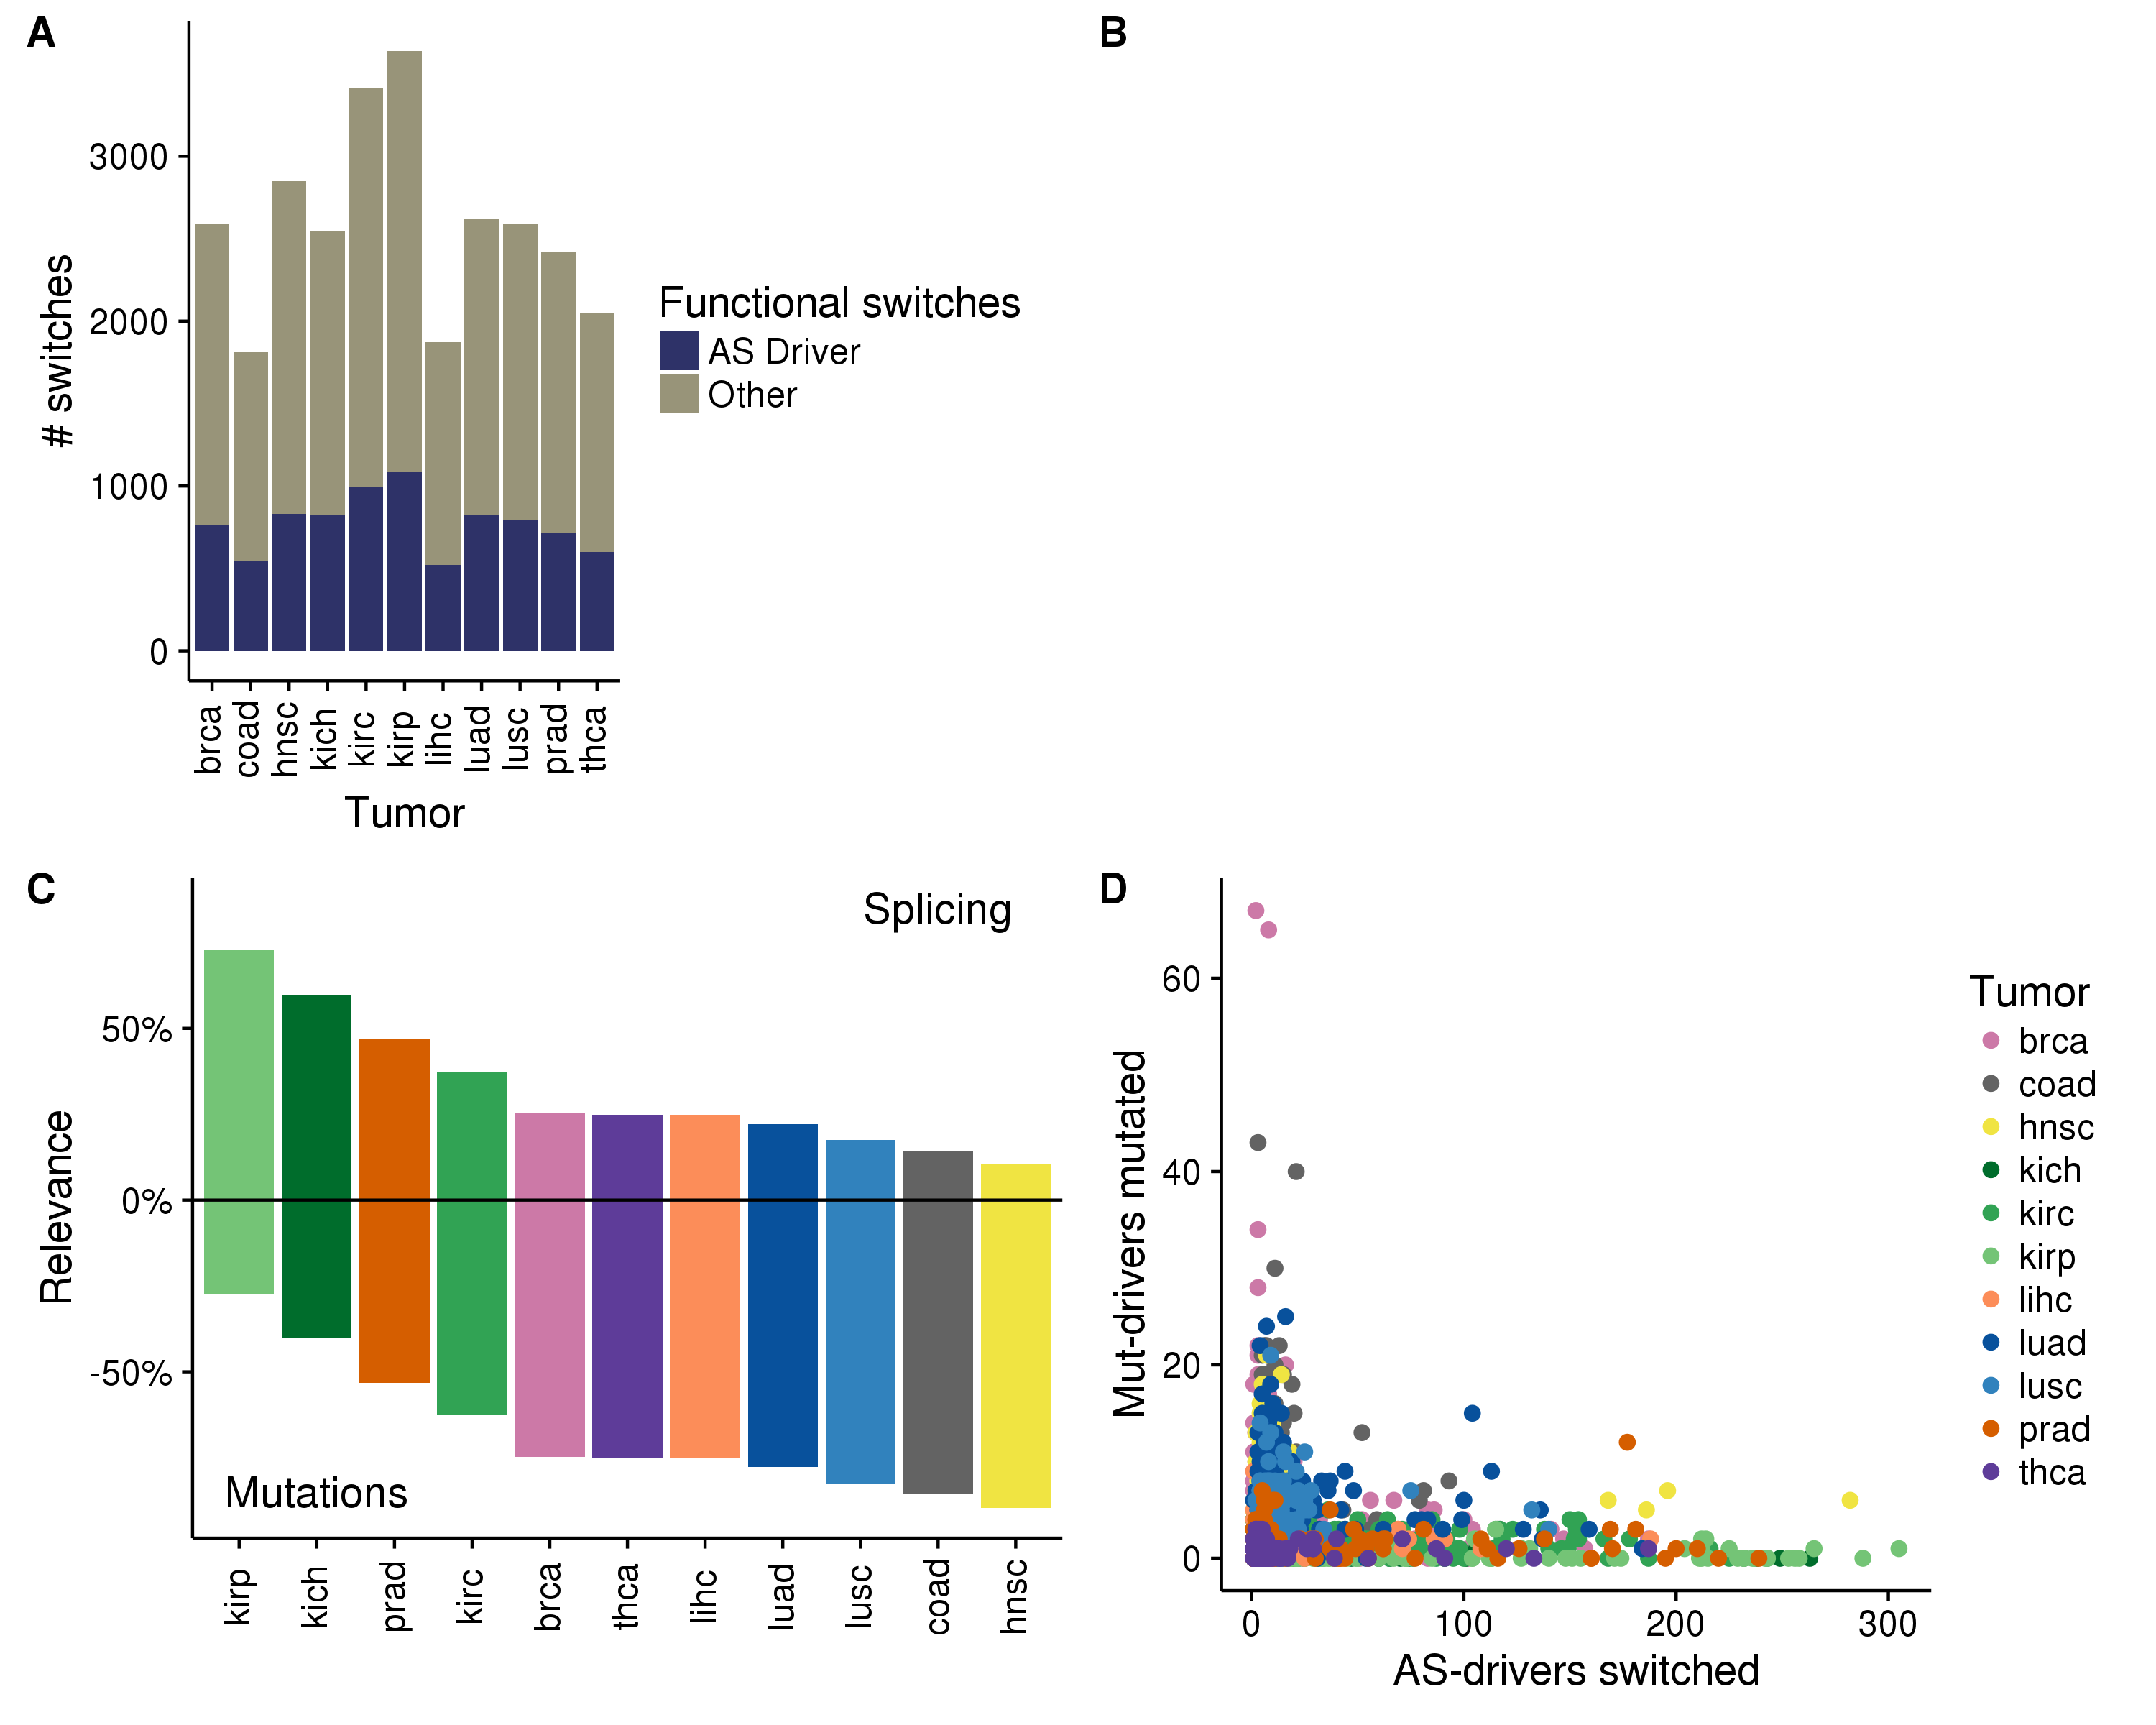 A
# switches
3000
2000
1000
0
brca
coad
hnsc
kich
kirc
kirp
lihc
luad
lusc
prad
thca
Tumor
Functional switches
AS Driver
Other
B
C
Relevance
50%
0%
-50%
Splicing
Mutations
kirp
kich
prad
kirc
brca
thca
lihc
luad
lusc
coad
hnsc
D
Mut-drivers mutated
60
40
20
0
0 100 200 300
AS-drivers switched
Tumor
brca
coad
hnsc
kich
kirc
kirp
lihc
luad
lusc
prad
thca